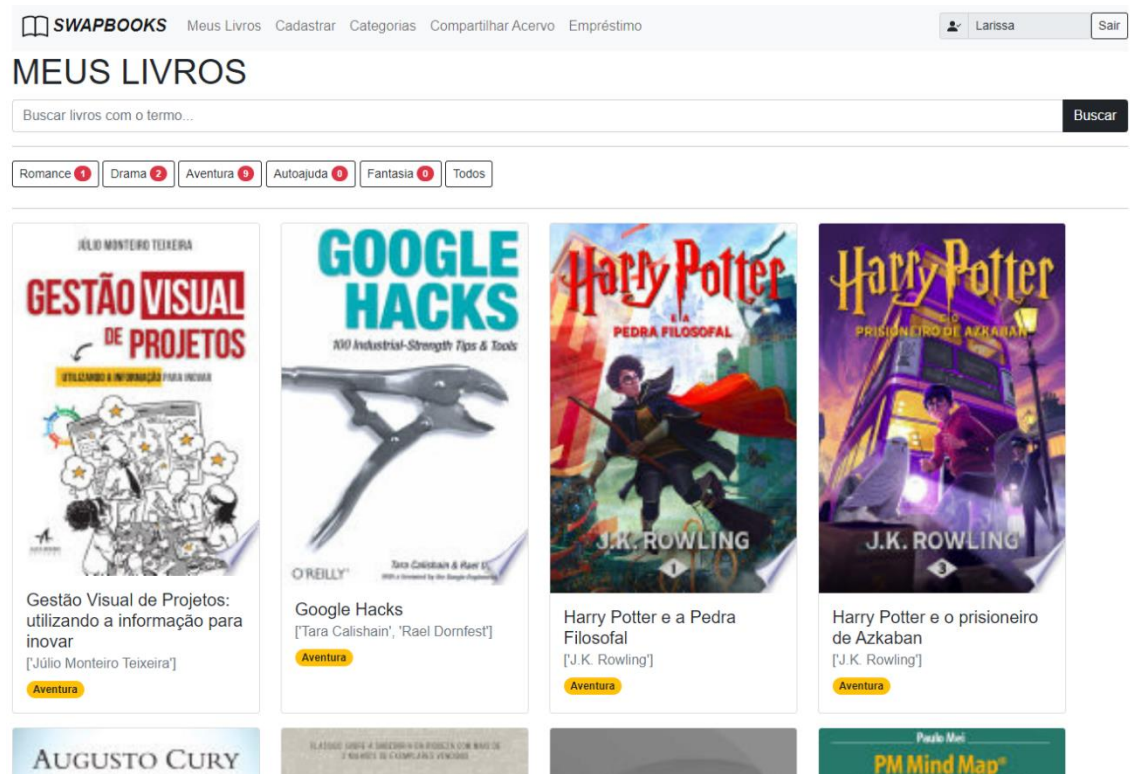 SWAPBOOKS Meus Livros Cadastrar Categorias Compartilhar Acervo Empréstimo Larissa Sair
MEUS LIVROS
Buscar livros com o termo... Buscar
Romance 1 Drama 2 Aventura 9 Autoajuda 0 Fantasia 0 Todos
JÚLIO MONTEIRO TEIXEIRA
GESTÃO VISUAL
DE PROJETOS
UTILIZANDO A INFORMAÇÃO PARA INOVAR
Gestão Visual de Projetos:
utilizando a informação para
inovar
['Júlio Monteiro Teixeira']
Aventura
GOOGLE
HACKS
100 Industrial-Strength Tips & Tools
O'REILLY
Tara Calishain & Rael
Google Hacks
['Tara Calishain', 'Rael Dornfest']
Aventura
Harry Potter
E A
PEDRA FILOSOFAL
J.K. ROWLING
1
Harry Potter e a Pedra
Filosofal
['J.K. Rowling']
Aventura
Harry Potter
E O
PRISIONEIRO DE AZKABAN
J.K. ROWLING
3
Harry Potter e o prisioneiro
de Azkaban
['J.K. Rowling']
Aventura
AUGUSTO CURY
Paulo Mei
PM Mind Map®